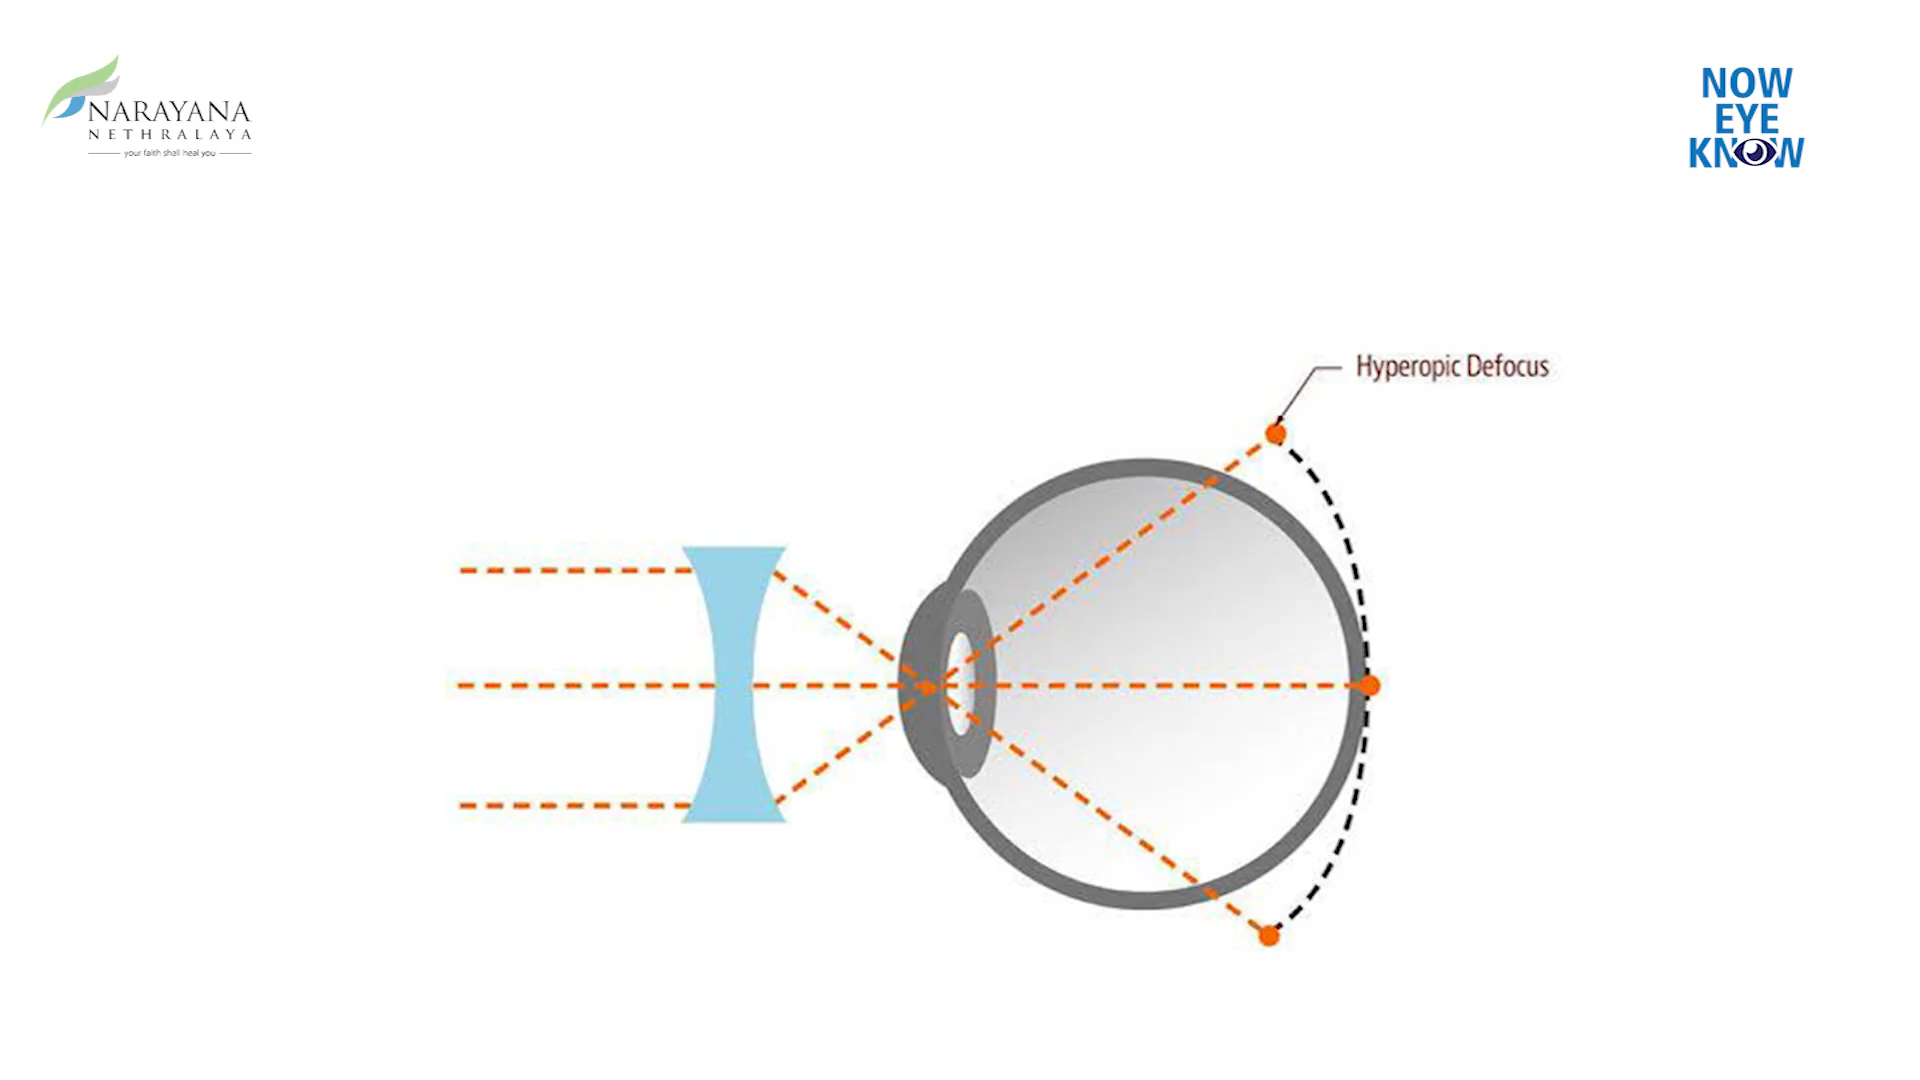 NARAYANA
NETHRALAYA
your faith shall heal you
NOW
EYE
KNOW
Hyperopic Defocus